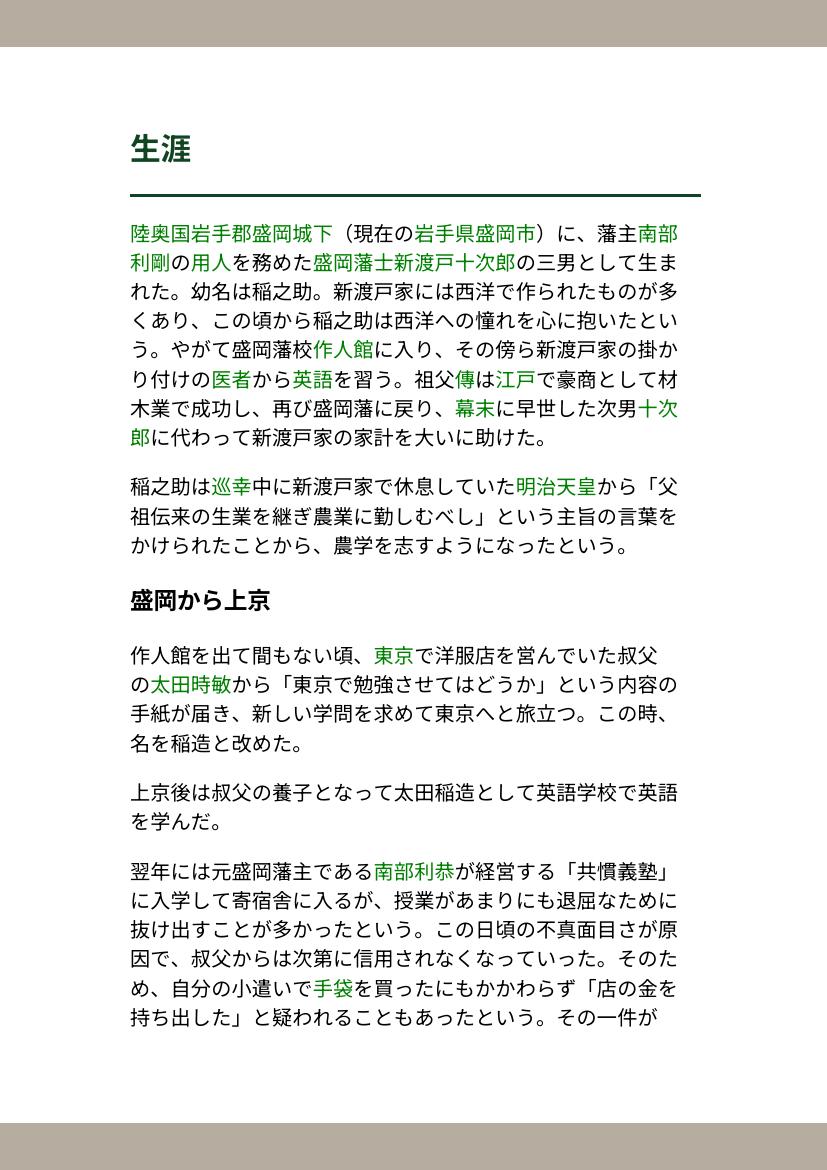 生涯
陸奥国岩手郡盛岡城下（現在の岩手県盛岡市）に、藩主南部
利剛の用人を務めた盛岡藩士新渡戸十次郎の三男として生ま
れた。幼名は稲之助。新渡戸家には西洋で作られたものが多
くあり、この頃から稲之助は西洋への憧れを心に抱いたとい
う。やがて盛岡藩校作人館に入り、その傍ら新渡戸家の掛か
り付けの医者から英語を習う。祖父傳は江戸で豪商として材
木業で成功し、再び盛岡藩に戻り、幕末に早世した次男十次
郎に代わって新渡戸家の家計を大いに助けた。
稲之助は巡幸中に新渡戸家で休息していた明治天皇から「父
祖伝来の生業を継ぎ農業に勤しむべし」という主旨の言葉を
かけられたことから、農学を志すようになったという。
盛岡から上京
作人館を出て間もない頃、東京で洋服店を営んでいた叔父
の太田時敏から「東京で勉強させてはどうか」という内容の
手紙が届き、新しい学問を求めて東京へと旅立つ。この時、
名を稲造と改めた。
上京後は叔父の養子となって太田稲造として英語学校で英語
を学んだ。
翌年には元盛岡藩主である南部利恭が経営する「共慣義塾」
に入学して寄宿舎に入るが、授業があまりにも退屈なために
抜け出すことが多かったという。この日頃の不真面目さが原
因で、叔父からは次第に信用されなくなっていった。そのた
め、自分の小遣いで手袋を買ったにもかかわらず「店の金を
持ち出した」と疑われることもあったという。その一件が